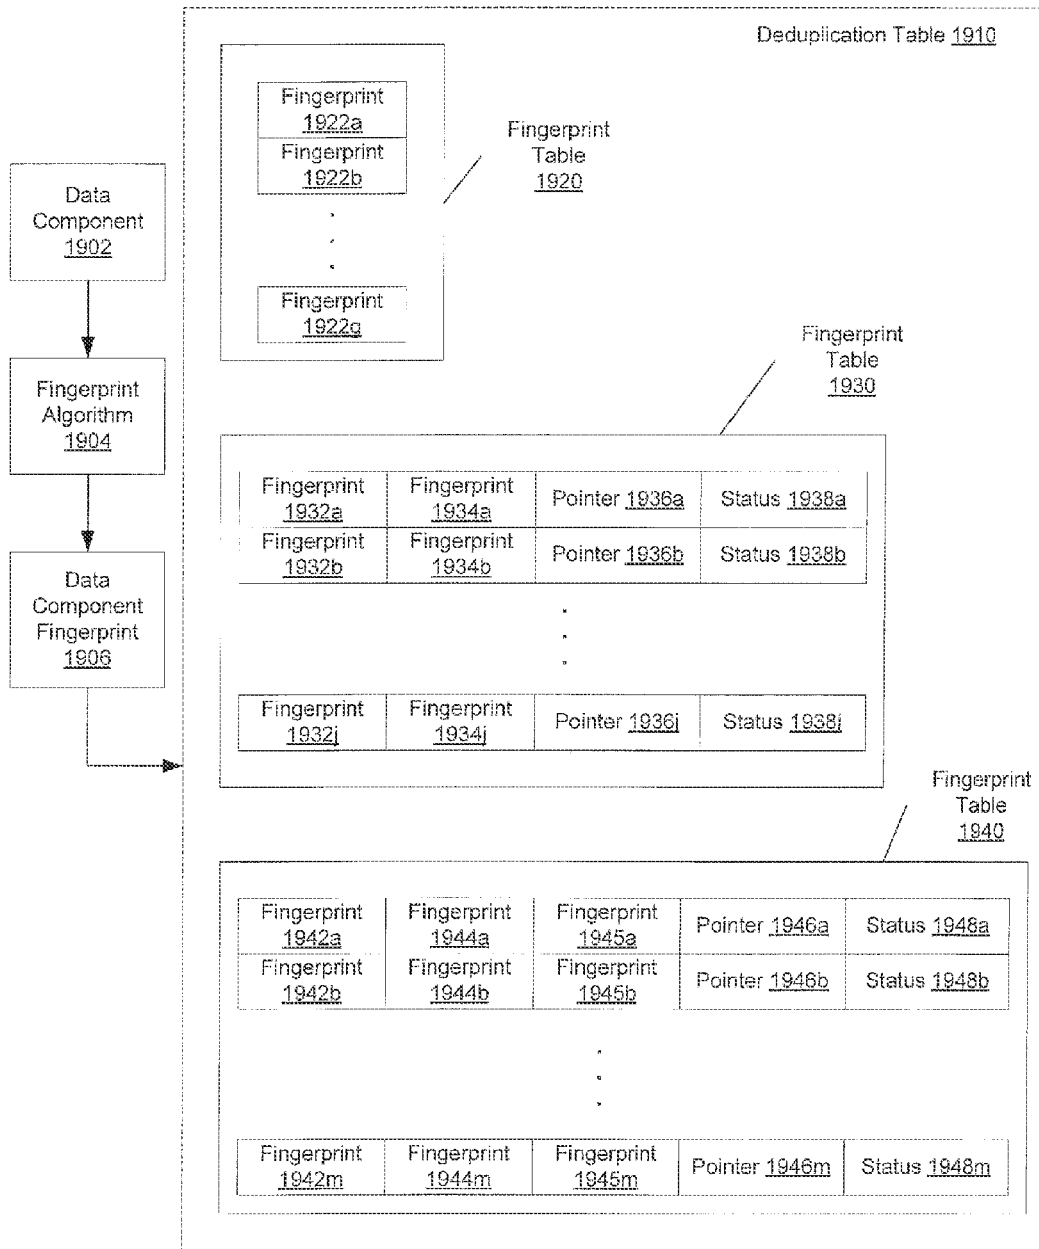 Deduplication Table 1910
Fingerprint
1922a
Fingerprint
1922b
Fingerprint
1922g
Fingerprint
Table
1920
Data
Component
1902
Fingerprint
Algorithm
1904
Data
Component
Fingerprint
1906
Fingerprint
Table
1930
Fingerprint
1932a
Fingerprint
1934a
Pointer 1936a
Status 1938a
Fingerprint
1932b
Fingerprint
1934b
Pointer 1936b
Status 1938b
Fingerprint
1932j
Fingerprint
1934j
Pointer 1936j
Status 1938j
Fingerprint
Table
1940
Fingerprint
1942a
Fingerprint
1944a
Fingerprint
1945a
Pointer 1946a
Status 1948a
Fingerprint
1942b
Fingerprint
1944b
Fingerprint
1945b
Pointer 1946b
Status 1948b
Fingerprint
1942m
Fingerprint
1944m
Fingerprint
1945m
Pointer 1946m
Status 1948m